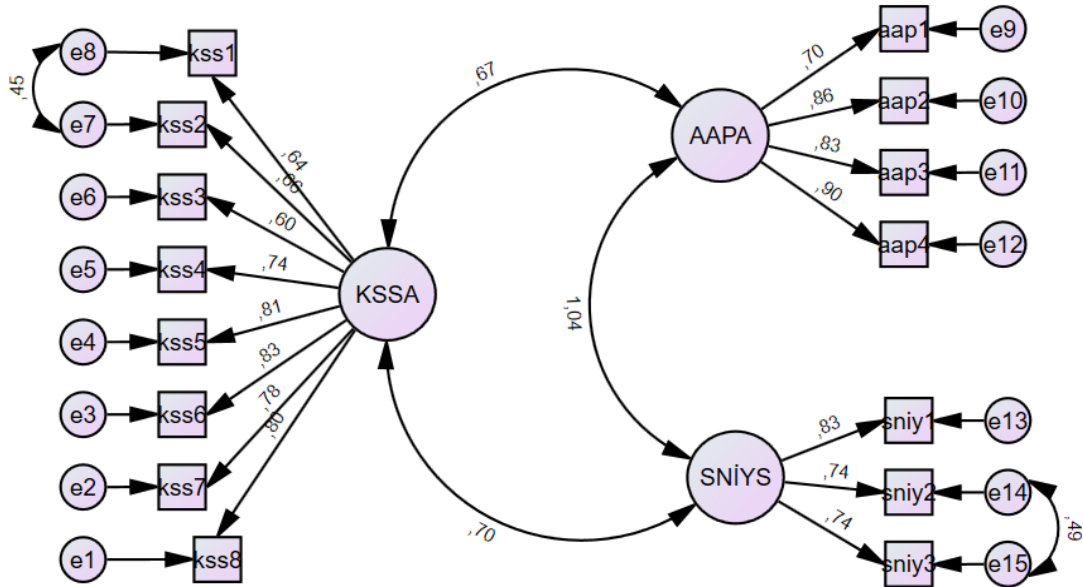 e8
kss1
,45
e7
kss2
e6
kss3
e5
kss4
e4
kss5
e3
kss6
e2
kss7
e1
kss8
,64
,66
,60
,74
,81
,83
,78
,80
KSSA
,67
1,04
,70
AAPA
,70
aap1
e9
,86
aap2
e10
,83
aap3
e11
,90
aap4
e12
SNİYS
,83
sniy1
e13
,74
sniy2
e14
,74
sniy3
e15
,49